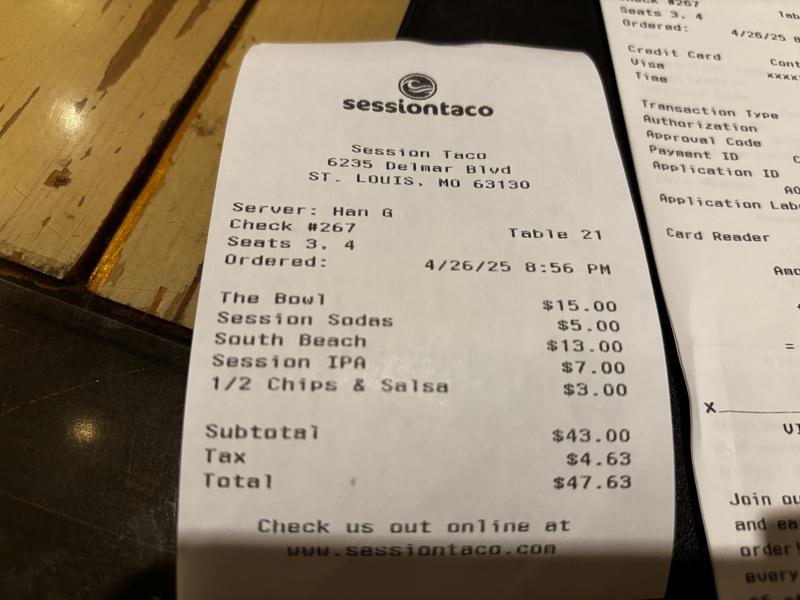 sessiontaco
Session Taco
6235 Delmar Blvd
ST. LOUIS, MO 63130
Server: Han G
Check #267 Table 21
Seats 3, 4
Ordered: 4/26/25 8:56 PM
The Bowl $15.00
Session Sodas $5.00
South Beach $13.00
Session IPA $7.00
1/2 Chips & Salsa $3.00
Subtotal $43.00
Tax $4.63
Total $47.63
Check us out online at
www.sessiontaco.com
Check #267
Seats 3, 4
Ordered: 4/26/25
Credit Card
Visa
Time
Transaction Type
Authorization
Approval Code
Payment ID
Application ID
Application
Card Reader
=
X
Join
and
order
every